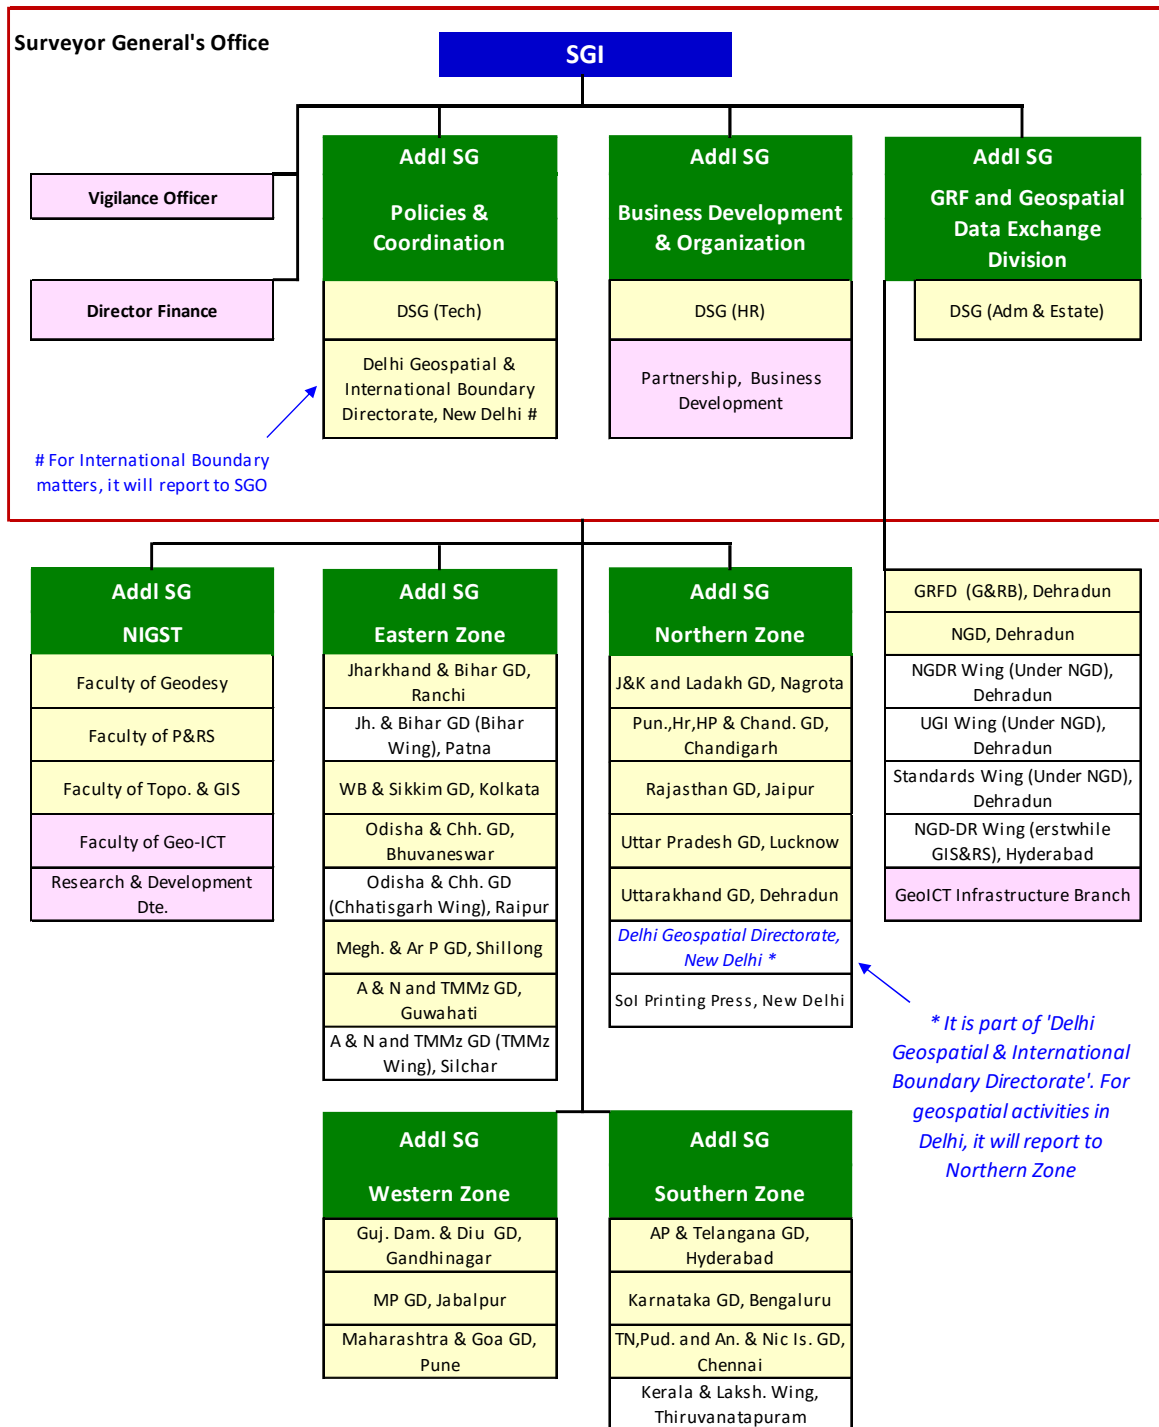 Surveyor General's Office
SGI
Vigilance Officer
Director Finance
Addl SG
Policies &
Coordination
DSG (Tech)
Delhi Geospatial &
International Boundary
Directorate, New Delhi #
# For International Boundary
matters, it will report to SGO
Addl SG
Business Development
& Organization
DSG (HR)
Partnership, Business
Development
Addl SG
GRF and Geospatial
Data Exchange
Division
DSG (Adm & Estate)
Addl SG
NIGST
Faculty of Geodesy
Faculty of P&RS
Faculty of Topo. & GIS
Faculty of Geo-ICT
Research & Development
Dte.
Addl SG
Eastern Zone
Jharkhand & Bihar GD,
Ranchi
Jh. & Bihar GD (Bihar
Wing), Patna
WB & Sikkim GD, Kolkata
Odisha & Chh. GD,
Bhuvaneswar
Odisha & Chh. GD
(Chhatisgarh Wing), Raipur
Megh. & Ar P GD, Shillong
A & N and TMMz GD,
Guwahati
A & N and TMMz GD (TMMz
Wing), Silchar
Addl SG
Northern Zone
J&K and Ladakh GD, Nagrota
Pun.,Hr,HP & Chand. GD,
Chandigarh
Rajasthan GD, Jaipur
Uttar Pradesh GD, Lucknow
Uttarakhand GD, Dehradun
Delhi Geospatial Directorate,
New Delhi *
SoI Printing Press, New Delhi
GRFD (G&RB), Dehradun
NGD, Dehradun
NGDR Wing (Under NGD),
Dehradun
UGI Wing (Under NGD),
Dehradun
Standards Wing (Under NGD),
Dehradun
NGD-DR Wing (erstwhile
GIS&RS), Hyderabad
GeoICT Infrastructure Branch
* It is part of 'Delhi
Geospatial & International
Boundary Directorate'. For
geospatial activities in
Delhi, it will report to
Northern Zone
Addl SG
Western Zone
Guj. Dam. & Diu GD,
Gandhinagar
MP GD, Jabalpur
Maharashtra & Goa GD,
Pune
Addl SG
Southern Zone
AP & Telangana GD,
Hyderabad
Karnataka GD, Bengaluru
TN,Pud. and An. & Nic Is. GD,
Chennai
Kerala & Laksh. Wing,
Thiruvanatapuram